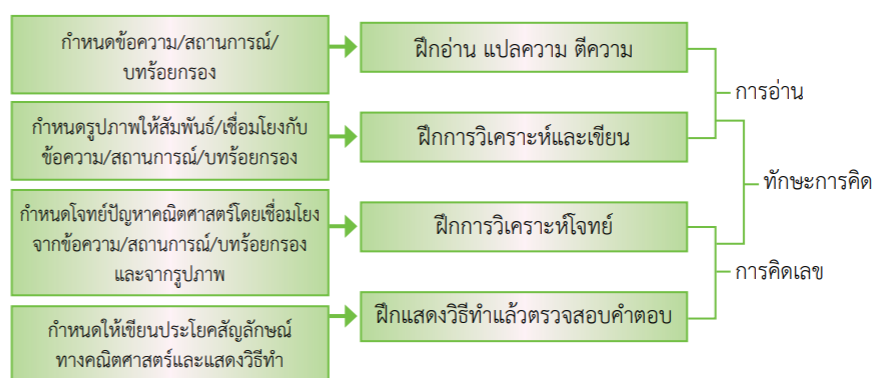 กำหนดข้อความ/สถานการณ์/
บทร้อยกรอง
ฝึกอ่าน แปลความ ตีความ
กำหนดรูปภาพให้สัมพันธ์/เชื่อมโยงกับ
ข้อความ/สถานการณ์/บทร้อยกรอง
ฝึกการวิเคราะห์และเขียน
การอ่าน
ทักษะการคิด
กำหนดโจทย์ปัญหาคณิตศาสตร์โดยเชื่อมโยง
จากข้อความ/สถานการณ์/บทร้อยกรอง
และจากรูปภาพ
ฝึกการวิเคราะห์โจทย์
การคิดเลข
กำหนดให้เขียนประโยคสัญลักษณ์
ทางคณิตศาสตร์และแสดงวิธีทำ
ฝึกแสดงวิธีทำแล้วตรวจสอบคำตอบ